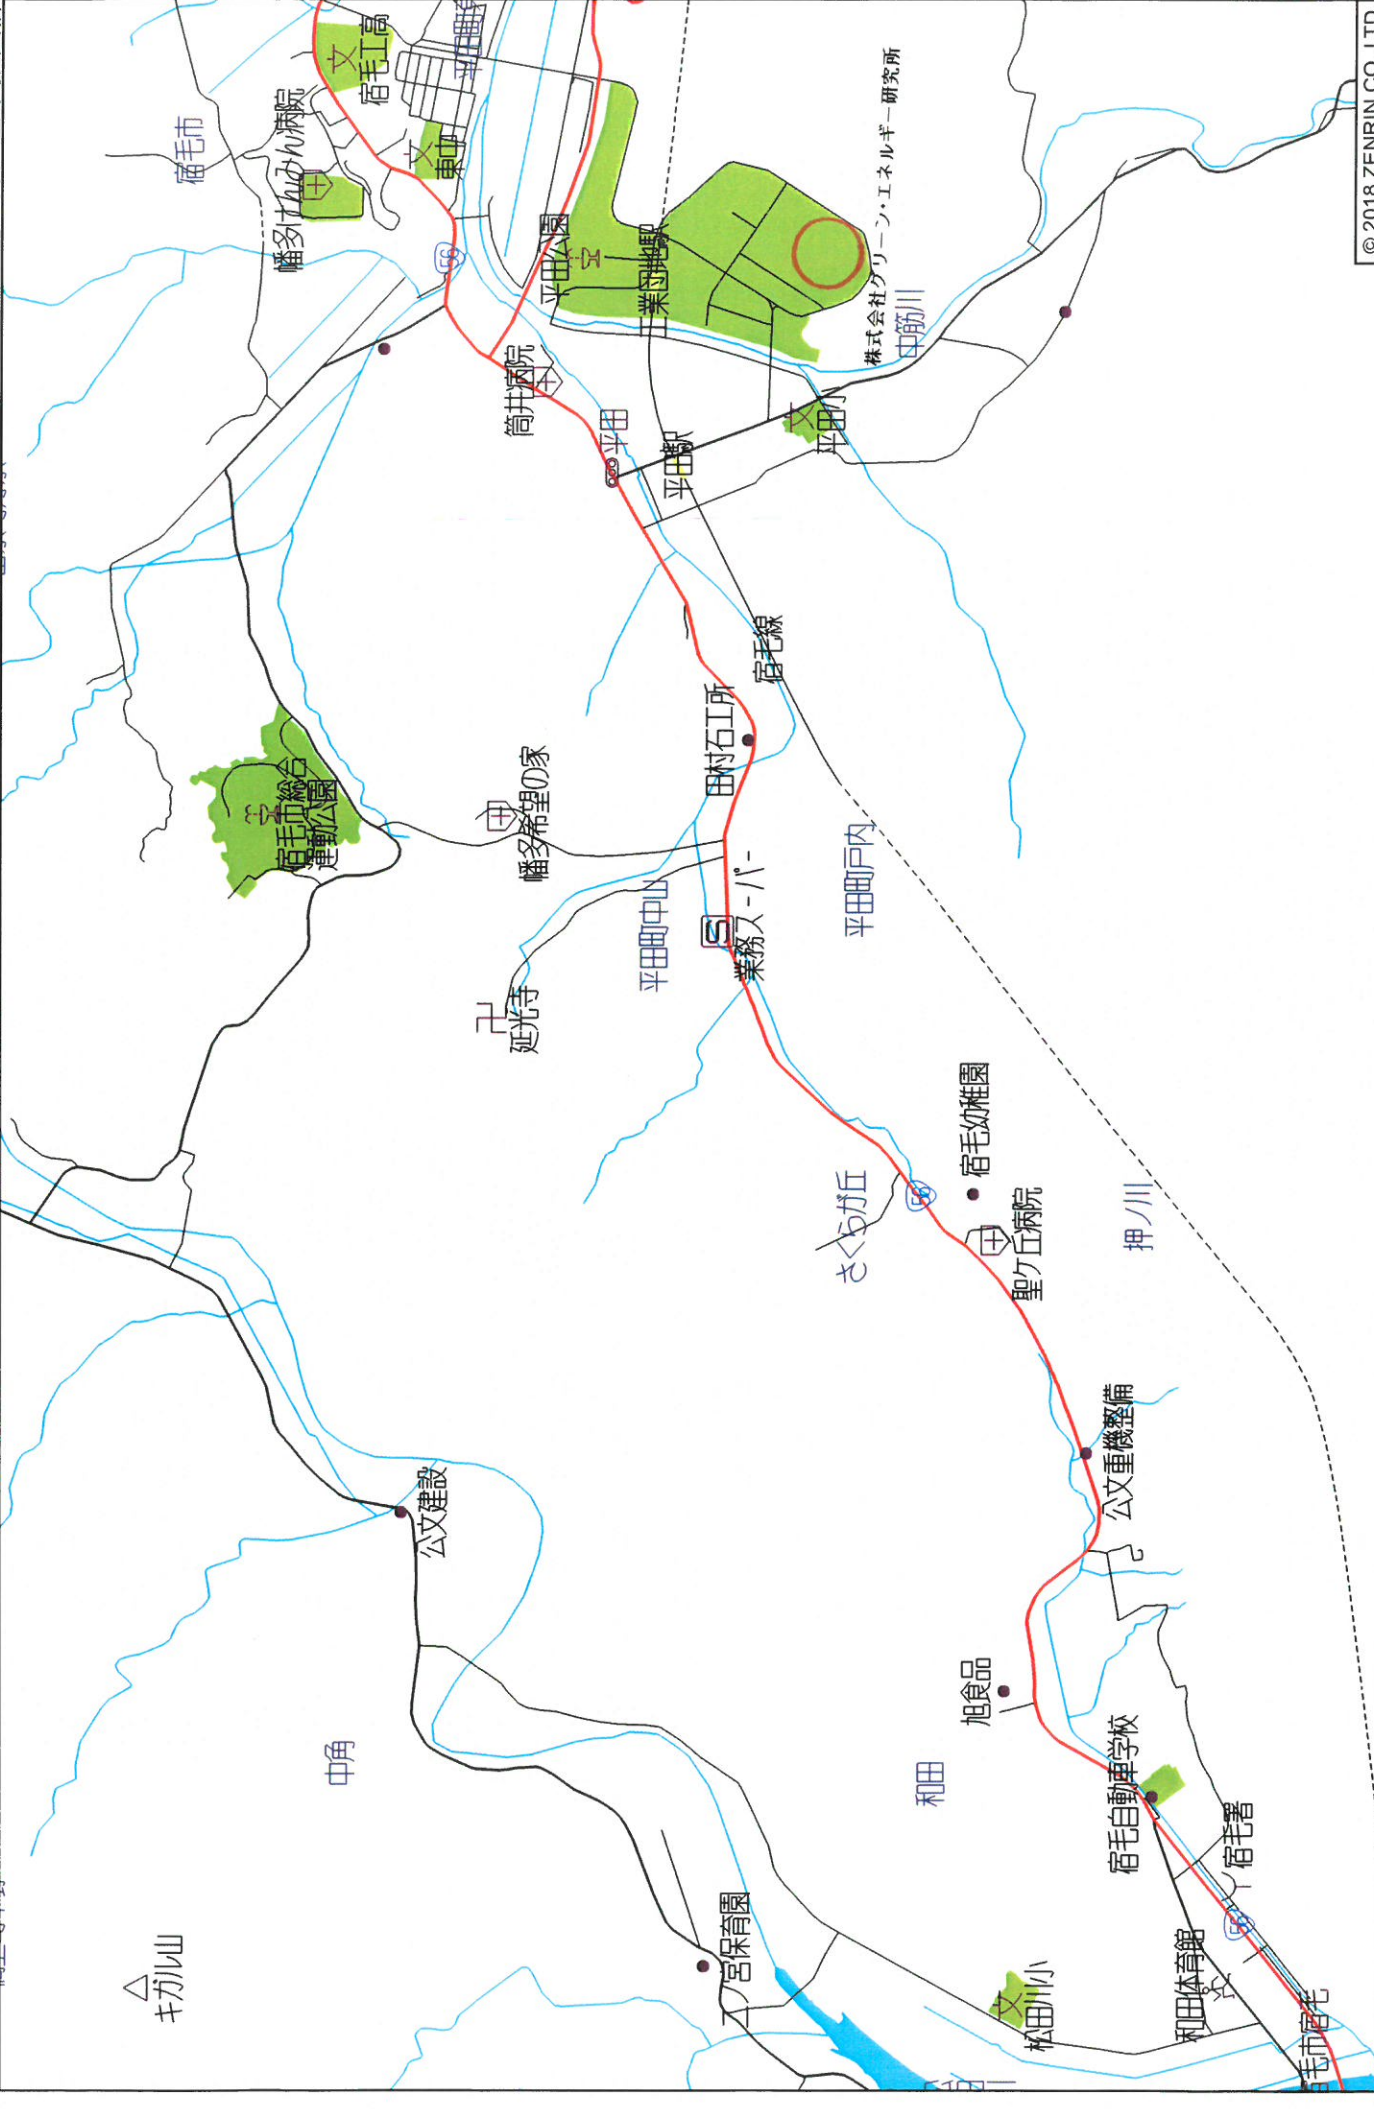 宿毛市
宿毛工高
幡多けんみん病院
東中
56
平田公園
工業団地駅
株式会社グリーン・エネルギー研究所
中筋川
筒井病院
平田
平田駅
平田小
宿毛線
宿毛市総合
運動公園
田村石工所
幡多希望の家
平田町中山
業務スーパー
平田町戸内
延光寺
さくらが丘
56
宿毛幼稚園
聖ケ丘病院
押ノ川
公文建設
公文重機整備
中角
旭食品
和田
宿毛自動車学校
宿毛署
キガル山
二ノ宮保育園
56
松田川小
和田体育館
© 2018 ZENRIN CO., LTD